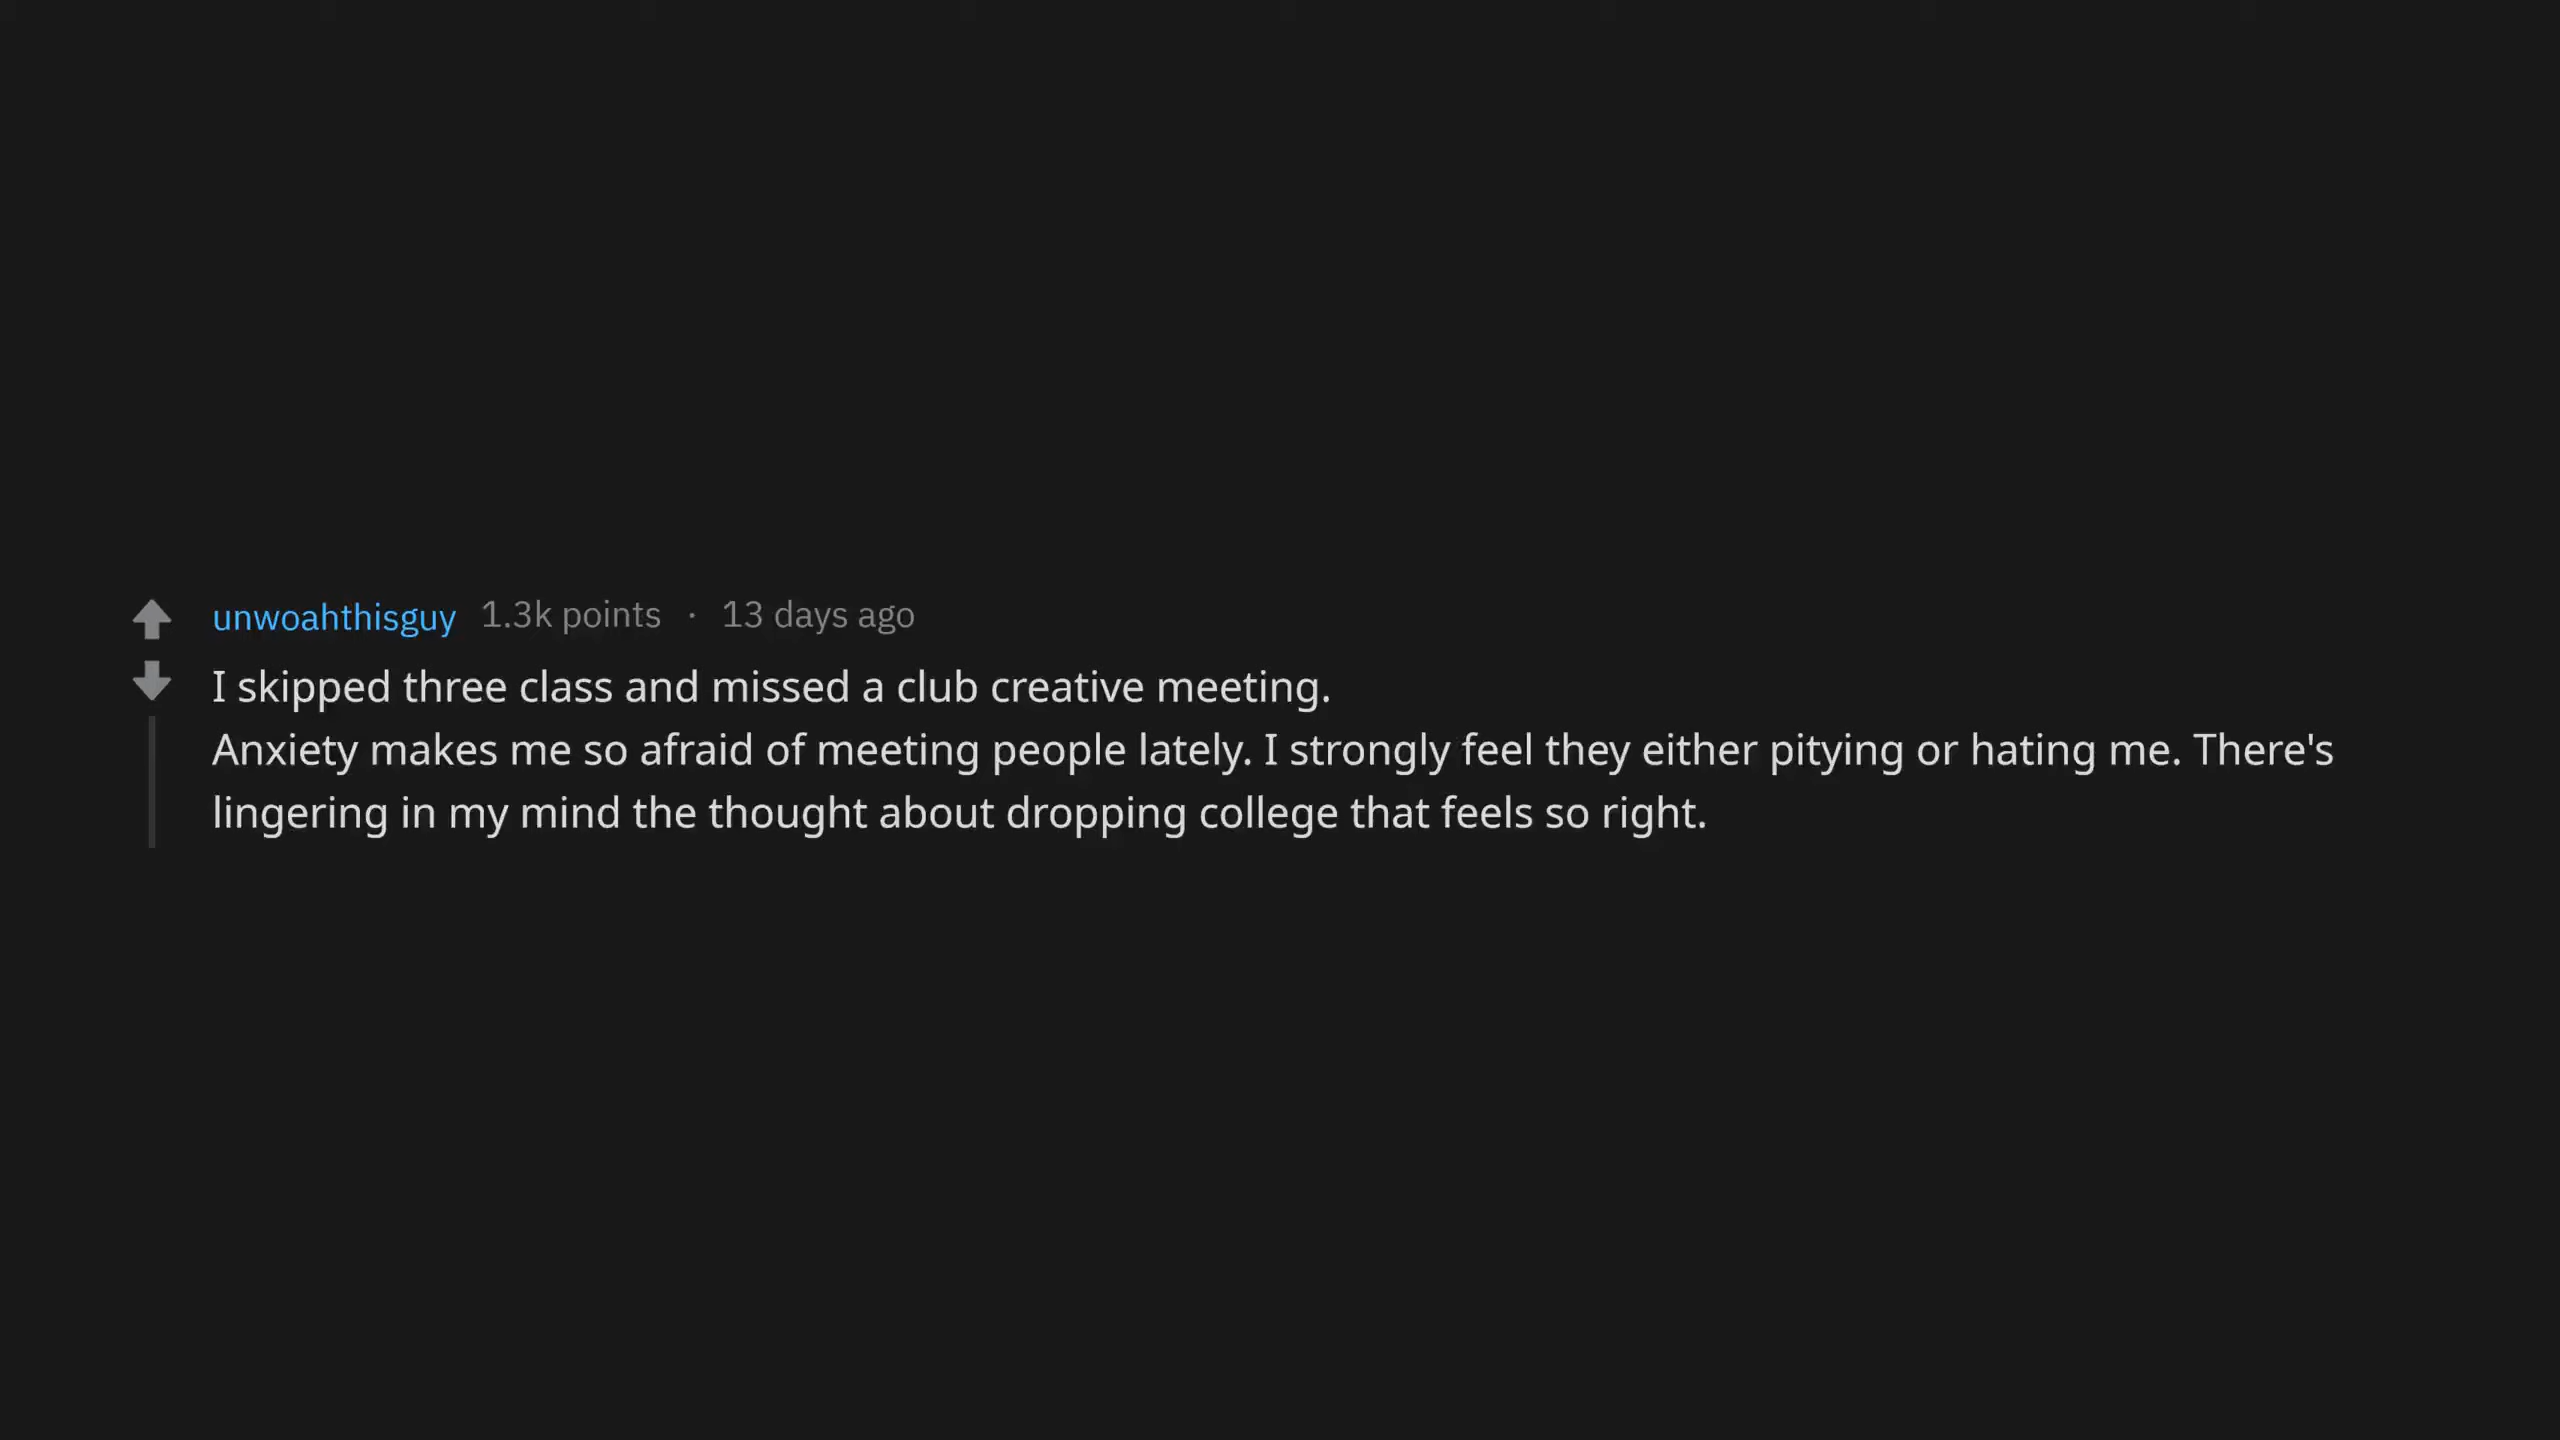 unwoahthisguy 1.3k points · 13 days ago
I skipped three class and missed a club creative meeting.
Anxiety makes me so afraid of meeting people lately. I strongly feel they either pitying or hating me. There's
lingering in my mind the thought about dropping college that feels so right.